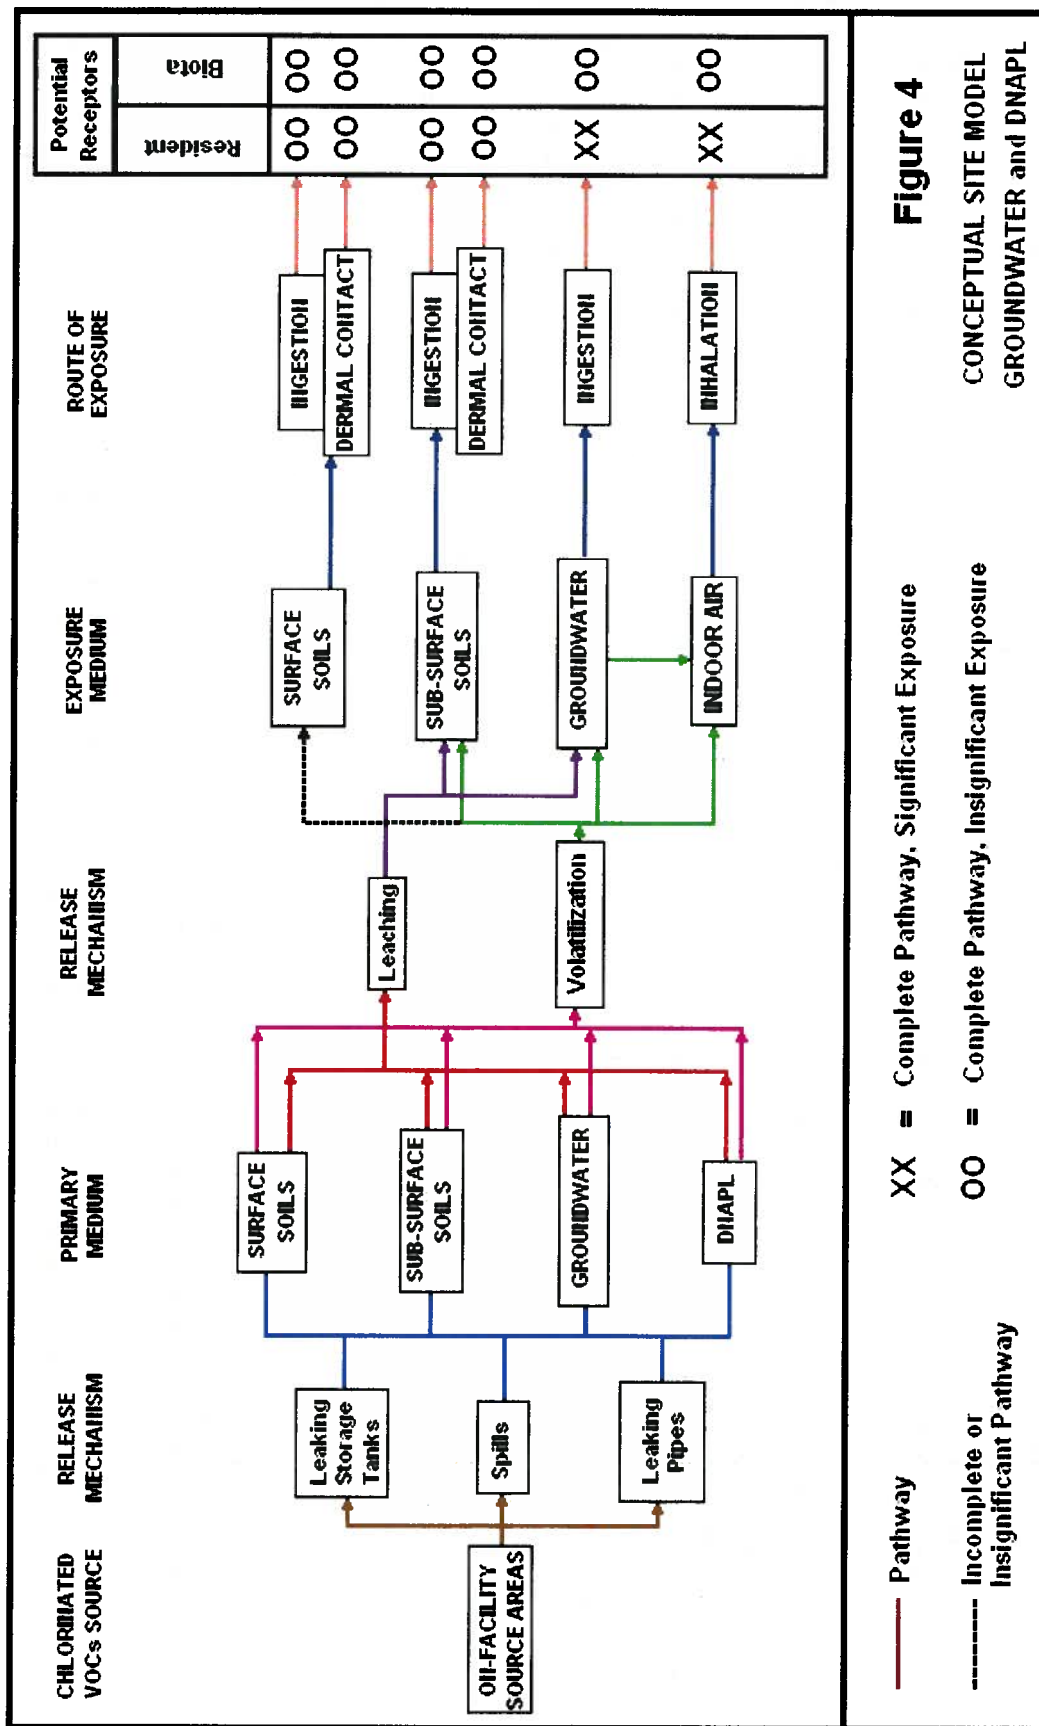 CHLORINATED
VOCs SOURCE
RELEASE
MECHANISM
PRIMARY
MEDIUM
RELEASE
MECHANISM
EXPOSURE
MEDIUM
ROUTE OF
EXPOSURE
Potential
Receptors
Resident
Biota
ON-FACILITY
SOURCE AREAS
Leaking
Storage
Tanks
Spills
Leaking
Pipes
SURFACE
SOILS
SUB-SURFACE
SOILS
GROUNDWATER
DNAPL
Leaching
Volatilization
SURFACE
SOILS
SUB-SURFACE
SOILS
GROUNDWATER
INDOOR AIR
INGESTION
DERMAL CONTACT
INGESTION
DERMAL CONTACT
INGESTION
INHALATION
OO OO
OO OO
OO OO
OO OO
XX OO
XX OO
Pathway
Incomplete or
Insignificant Pathway
XX = Complete Pathway, Significant Exposure
OO = Complete Pathway, Insignificant Exposure
Figure 4
CONCEPTUAL SITE MODEL
GROUNDWATER and DNAPL